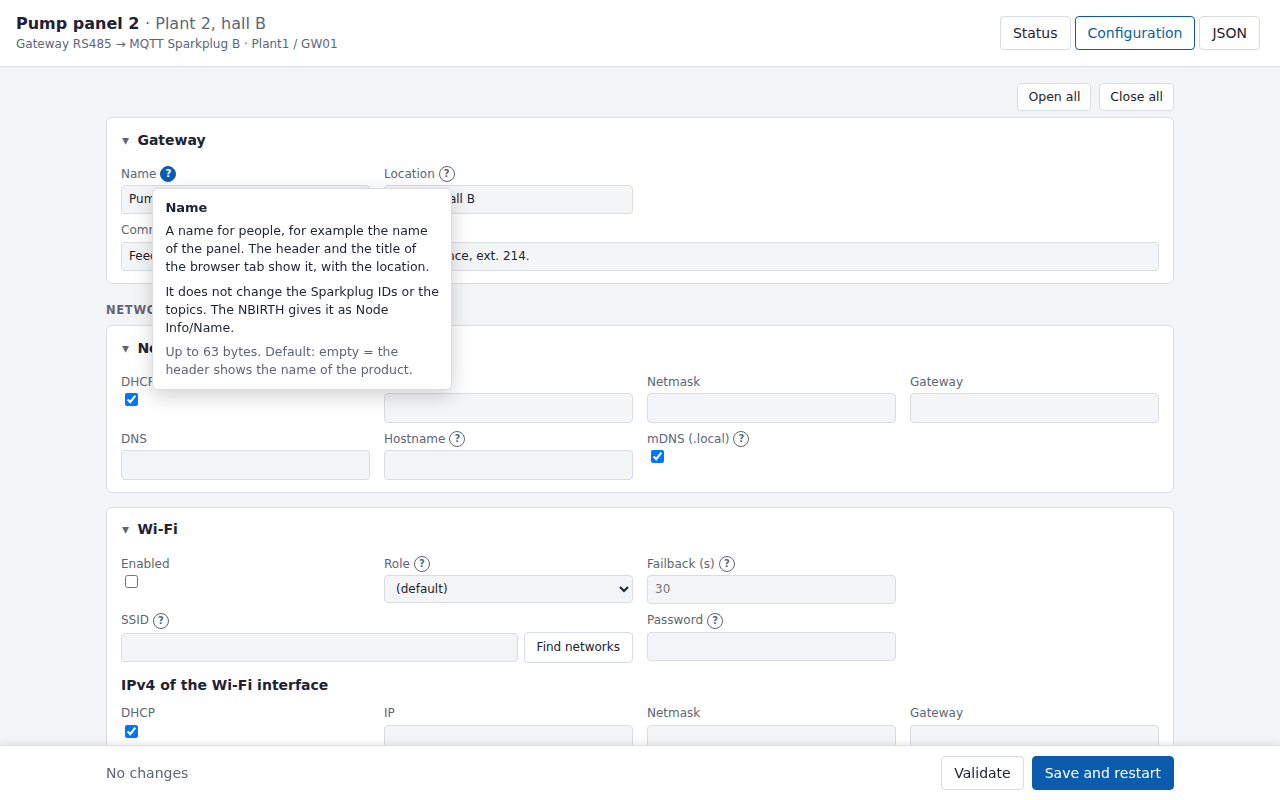 Pump panel 2 · Plant 2, hall B
Gateway RS485 → MQTT Sparkplug B · Plant1 / GW01
Status
Configuration
JSON
Open all
Close all
▼ Gateway
Name ?
Location ?
all B
Name
A name for people, for example the name
of the panel. The header and the title of
the browser tab show it, with the location.
It does not change the Sparkplug IDs or the
topics. The NBIRTH gives it as Node
Info/Name.
Up to 63 bytes. Default: empty = the
header shows the name of the product.
ext. 214.
DHCP
Netmask
Gateway
DNS
Hostname ?
mDNS (.local) ?
▼ Wi-Fi
Enabled
Role ?
Failback (s) ?
(default)
30
SSID ?
Password ?
Find networks
IPv4 of the Wi-Fi interface
DHCP
IP
Netmask
Gateway
No changes
Validate
Save and restart